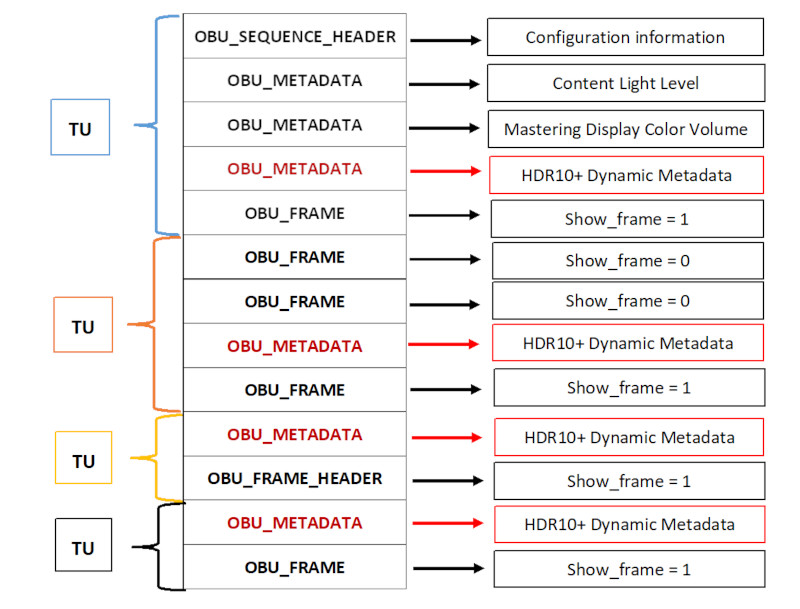 OBU_SEQUENCE_HEADER Configuration information
OBU_METADATA Content Light Level
TU
OBU_METADATA Mastering Display Color Volume
OBU_METADATA HDR10+ Dynamic Metadata
OBU_FRAME Show_frame = 1
OBU_FRAME Show_frame = 0
OBU_FRAME Show_frame = 0
TU
OBU_METADATA HDR10+ Dynamic Metadata
OBU_FRAME Show_frame = 1
OBU_METADATA HDR10+ Dynamic Metadata
TU
OBU_FRAME_HEADER Show_frame = 1
OBU_METADATA HDR10+ Dynamic Metadata
TU
OBU_FRAME Show_frame = 1